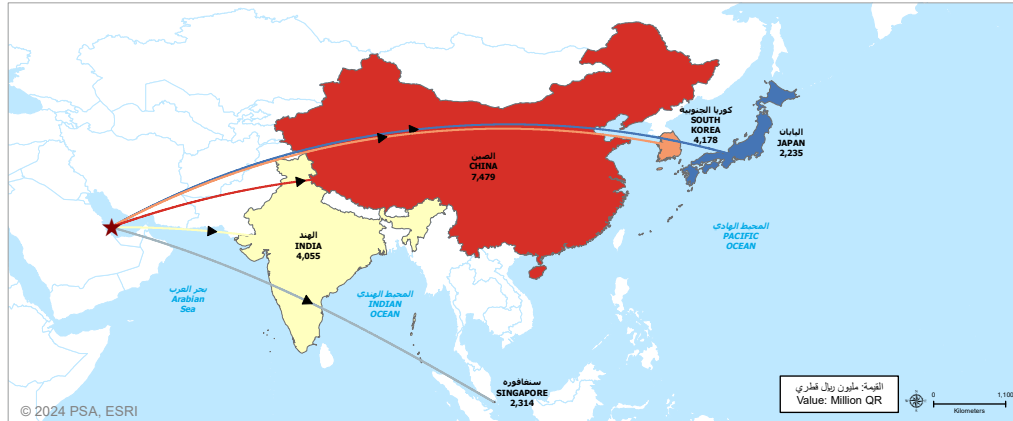 كوريا الجنوبية
SOUTH
KOREA
4,178
اليابان
JAPAN
2,235
الصين
CHINA
7,479
الهند
INDIA
4,055
المحيط الهادي
PACIFIC
OCEAN
بحر العرب
Arabian
Sea
المحيط الهندي
INDIAN
OCEAN
سنغافورة
SINGAPORE
2,314
القيمة: مليون ريال قطري
Value: Million QR
0 1,100
Kilometers
© 2024 PSA, ESRI